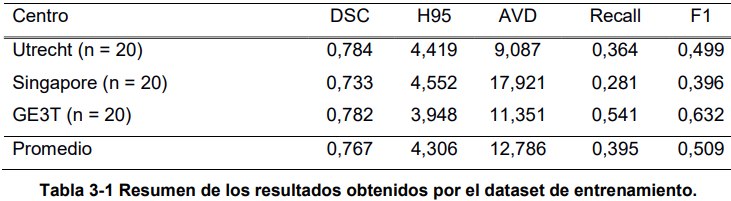 Centro DSC H95 AVD Recall F1
Utrecht (n = 20) 0,784 4,419 9,087 0,364 0,499
Singapore (n = 20) 0,733 4,552 17,921 0,281 0,396
GE3T (n = 20) 0,782 3,948 11,351 0,541 0,632
Promedio 0,767 4,306 12,786 0,395 0,509
Tabla 3-1 Resumen de los resultados obtenidos por el dataset de entrenamiento.